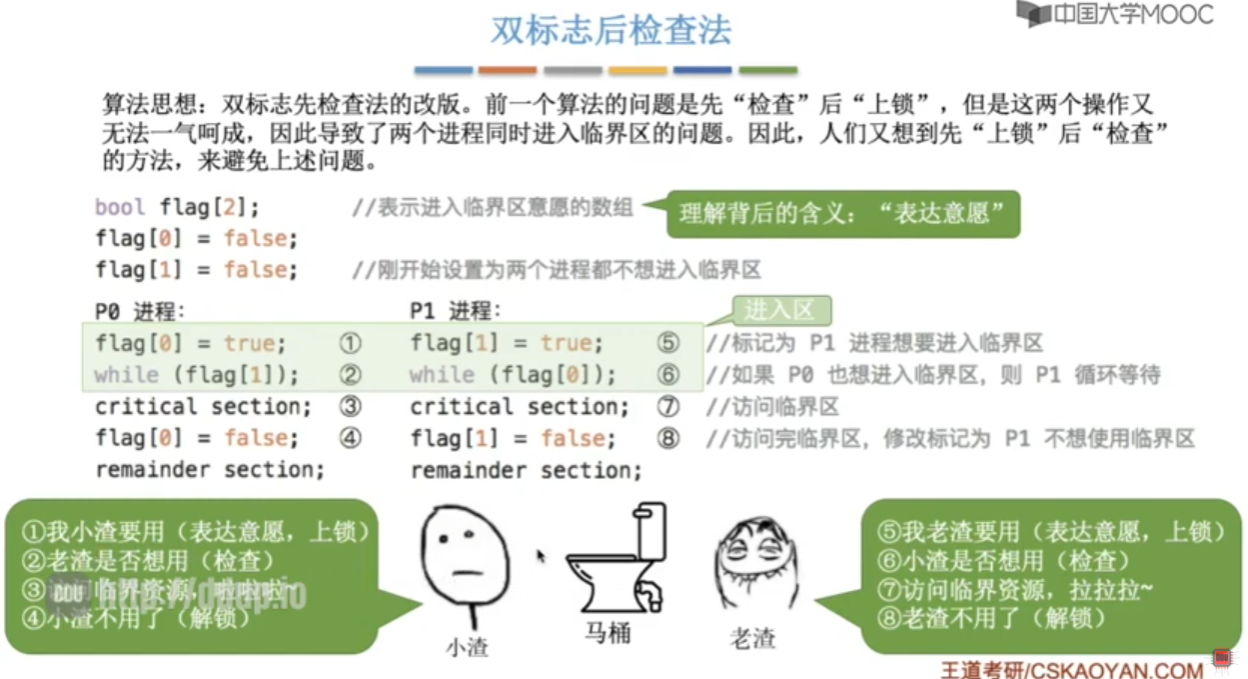 中国大学MOOC
双标志后检查法
算法思想：双标志先检查法的改版。前一个算法的问题是先“检查”后“上锁”，但是这两个操作又
无法一气呵成，因此导致了两个进程同时进入临界区的问题。因此，人们又想到先“上锁”后“检查”
的方法，来避免上述问题。
bool flag[2]; //表示进入临界区意愿的数组
理解背后的含义：“表达意愿”
flag[0] = false;
flag[1] = false; //刚开始设置为两个进程都不想进入临界区
P0 进程： P1 进程：
进入区
flag[0] = true; ① flag[1] = true; ⑤ //标记为 P1 进程想要进入临界区
while (flag[1]); ② while (flag[0]); ⑥ //如果 P0 也想进入临界区，则 P1 循环等待
critical section; ③ critical section; ⑦ //访问临界区
flag[0] = false; ④ flag[1] = false; ⑧ //访问完临界区，修改标记为 P1 不想使用临界区
remainder section; remainder section;
①我小渣要用（表达意愿，上锁）
②老渣是否想用（检查）
③访问临界资源，啦啦啦~
④小渣不用了（解锁）
小渣
马桶
老渣
⑤我老渣要用（表达意愿，上锁）
⑥小渣是否想用（检查）
⑦访问临界资源，拉拉拉~
⑧老渣不用了（解锁）
王道考研/CSKAOYAN.COM